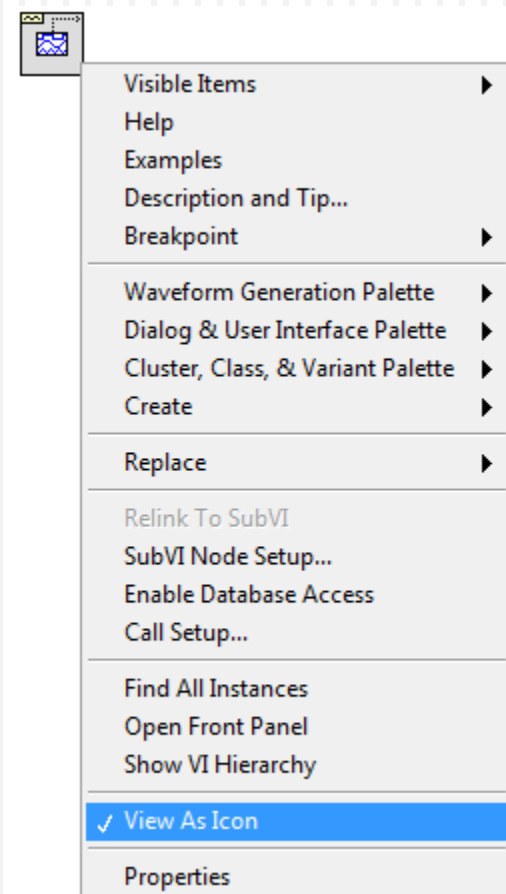 Visible Items
Help
Examples
Description and Tip...
Breakpoint
Waveform Generation Palette
Dialog & User Interface Palette
Cluster, Class, & Variant Palette
Create
Replace
Relink To SubVI
SubVI Node Setup...
Enable Database Access
Call Setup...
Find All Instances
Open Front Panel
Show VI Hierarchy
View As Icon
Properties